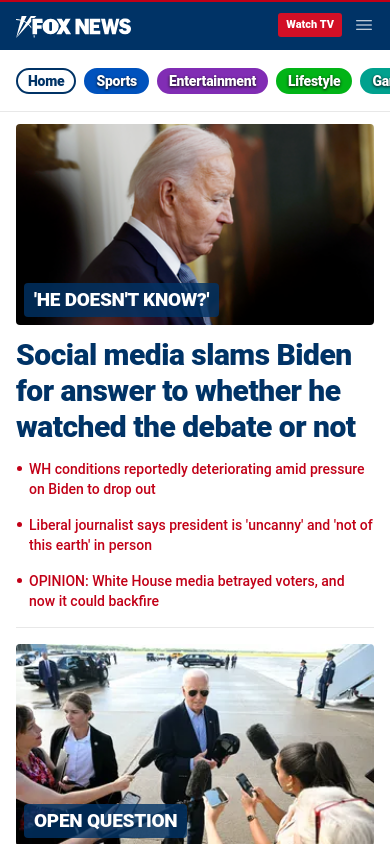 FOX NEWS
Watch TV
Home
Sports
Entertainment
Lifestyle
'HE DOESN'T KNOW?'
Social media slams Biden
for answer to whether he
watched the debate or not
WH conditions reportedly deteriorating amid pressure
on Biden to drop out
Liberal journalist says president is 'uncanny' and 'not of
this earth' in person
OPINION: White House media betrayed voters, and
now it could backfire
OPEN QUESTION